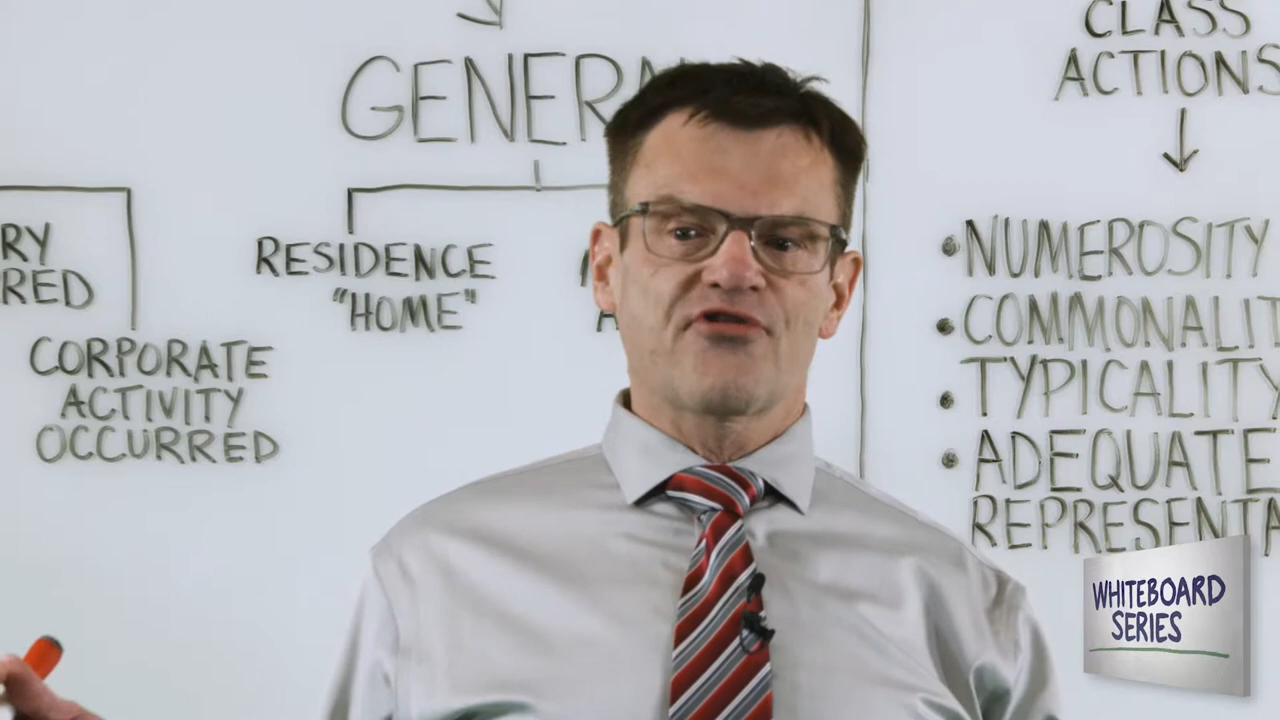 GENERA
CLASS
ACTIONS
RY
RED
CORPORATE
ACTIVITY
OCCURRED
RESIDENCE
"HOME"
A
• NUMEROSITY
• COMMONALIT
• TYPICALITY
• ADEQUATE
REPRESENTA
WHITEBOARD
SERIES